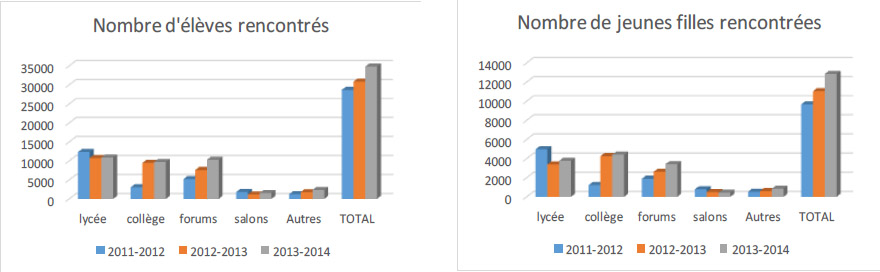 Nombre d'élèves rencontrés
35000
30000
25000
20000
15000
10000
5000
0
lycée collège forums salons Autres TOTAL
2011-2012 2012-2013 2013-2014
Nombre de jeunes filles rencontrées
14000
12000
10000
8000
6000
4000
2000
0
lycée collège forums salons Autres TOTAL
2011-2012 2012-2013 2013-2014